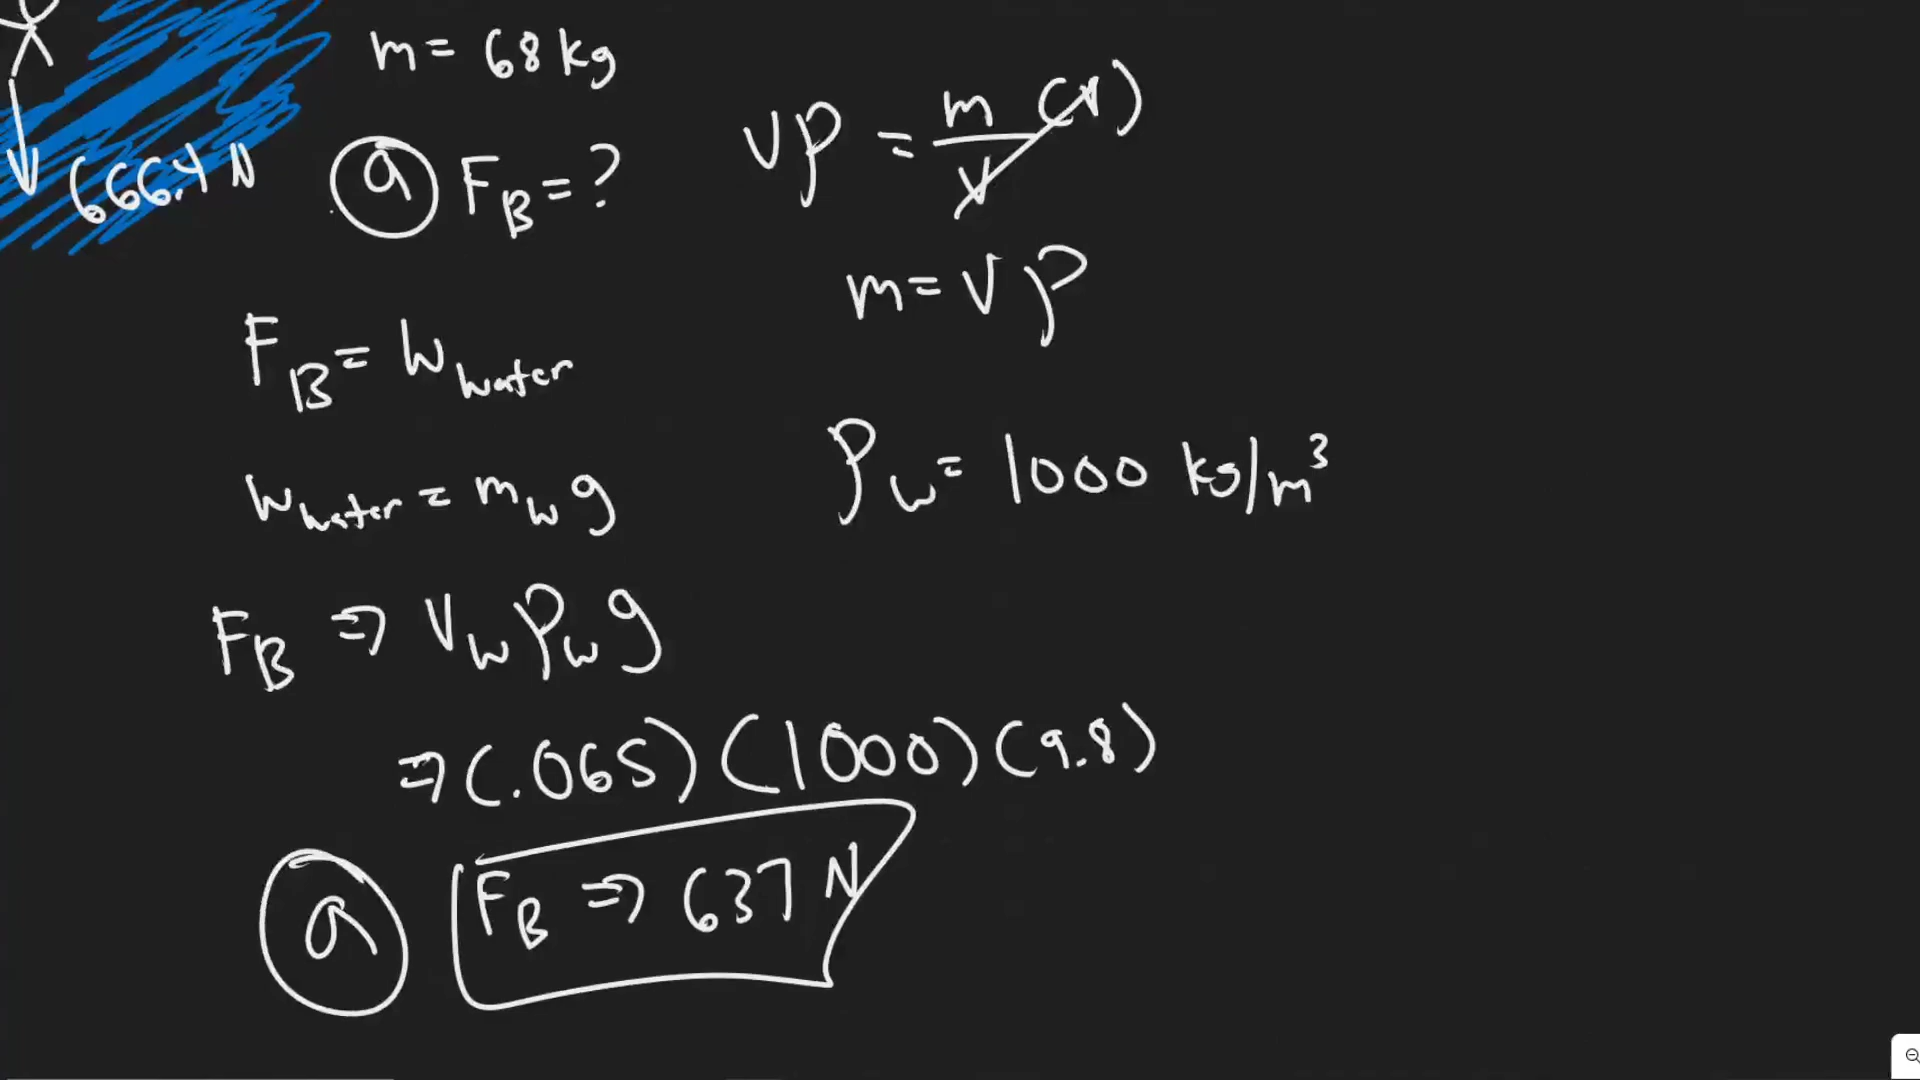 m = 68 kg
666.4 N
Vρ = m/V (V)
a F_B = ?
m = Vρ
F_B = W_water
ρ_w = 1000 kg/m³
W_water = m_w g
F_B ⇒ V_w ρ_w g
⇒ (.065)(1000)(9.8)
a F_B ⇒ 637 N